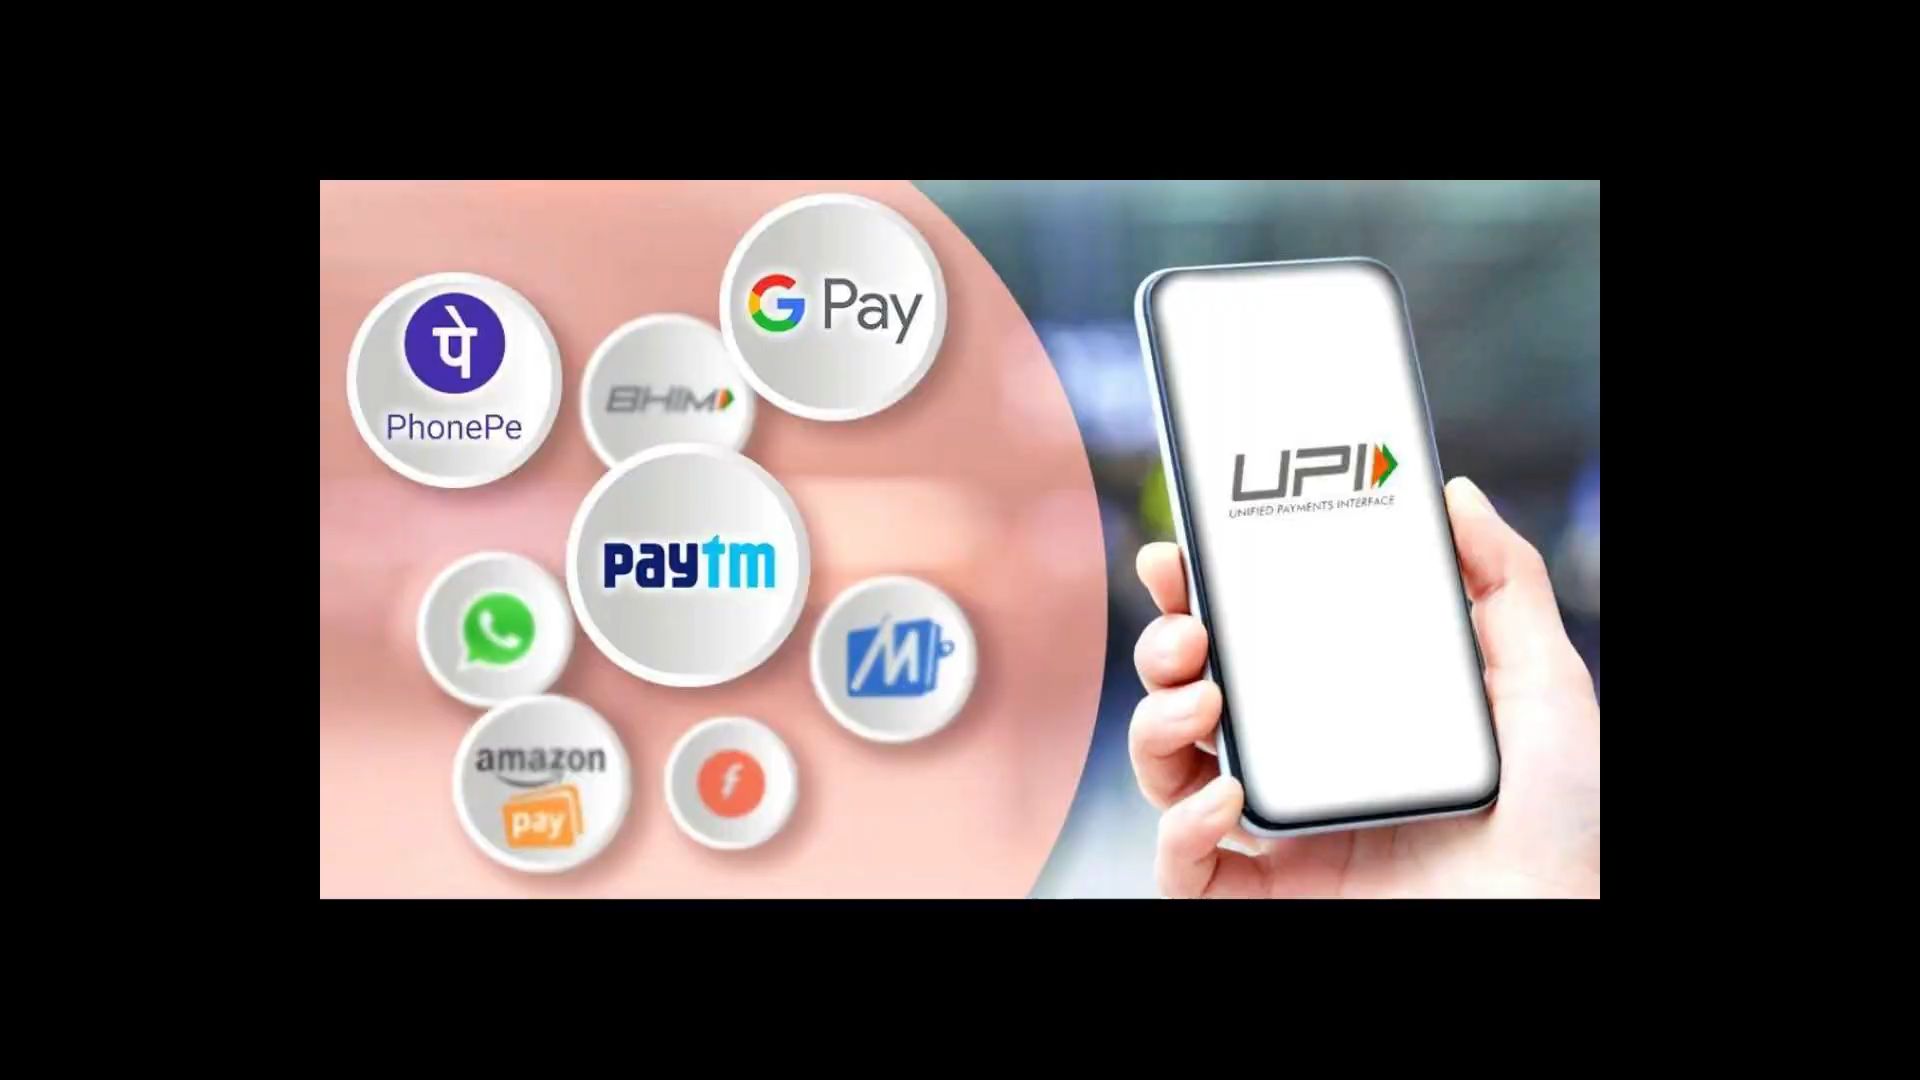 G Pay
पे
PhonePe
BHIM
UPI
UNIFIED PAYMENTS INTERFACE
paytm
M
amazon
pay
f